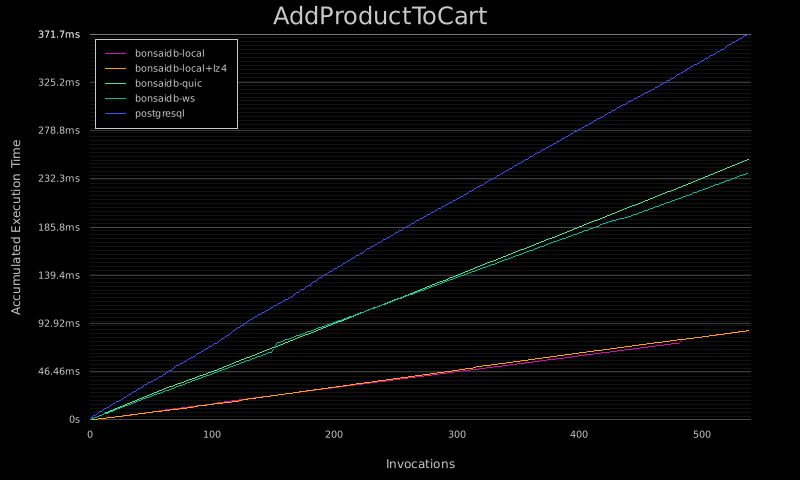 AddProductToCart
371.7ms
bonsaidb-local
bonsaidb-local+lz4
bonsaidb-quic
bonsaidb-ws
postgresql
325.2ms
278.8ms
232.3ms
185.8ms
139.4ms
92.92ms
46.46ms
0s
Accumulated Execution Time
0 100 200 300 400 500
Invocations